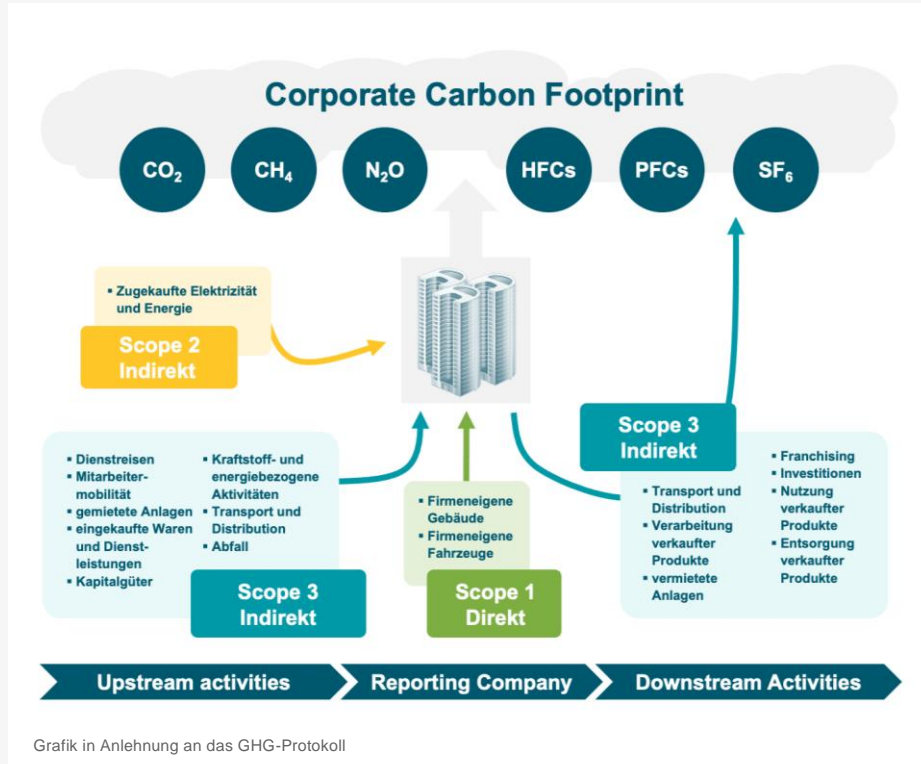 Corporate Carbon Footprint
CO₂
CH₄
N₂O
HFCs
PFCs
SF₆
▪ Zugekaufte Elektrizität
und Energie
Scope 2
Indirekt
▪ Dienstreisen
▪ Mitarbeiter-
mobilität
▪ gemietete Anlagen
▪ eingekaufte Waren
und Dienst-
leistungen
▪ Kapitalgüter
▪ Kraftstoff- und
energiebezogene
Aktivitäten
▪ Transport und
Distribution
▪ Abfall
Scope 3
Indirekt
▪ Firmeneigene
Gebäude
▪ Firmeneigene
Fahrzeuge
Scope 1
Direkt
Scope 3
Indirekt
▪ Transport und
Distribution
▪ Verarbeitung
verkaufter
Produkte
▪ vermietete
Anlagen
▪ Franchising
▪ Investitionen
▪ Nutzung
verkaufter
Produkte
▪ Entsorgung
verkaufter
Produkte
Upstream activities
Reporting Company
Downstream Activities
Grafik in Anlehnung an das GHG-Protokoll